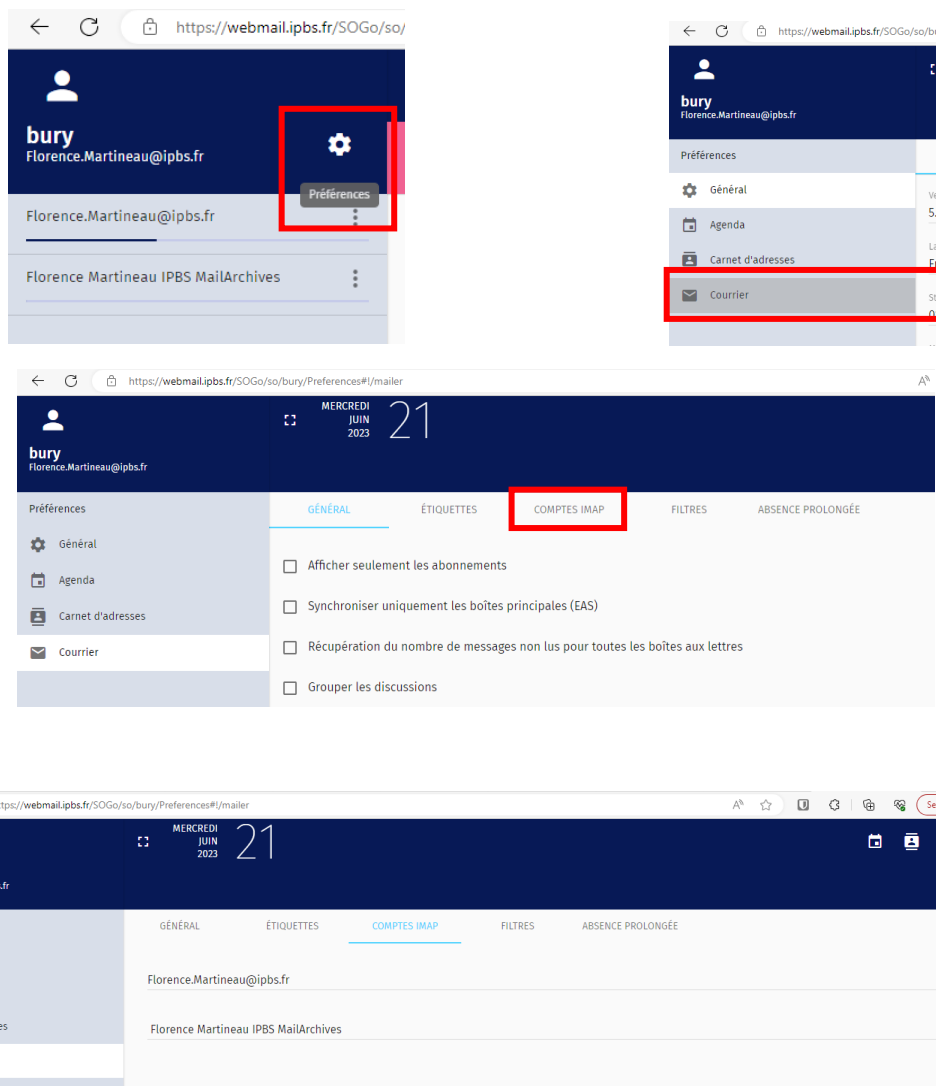 https://webmail.ipbs.fr/SOGo/so/
bury
Florence.Martineau@ipbs.fr
Préférences
Florence.Martineau@ipbs.fr
Florence Martineau IPBS MailArchives
https://webmail.ipbs.fr/SOGo/so/bu
bury
Florence.Martineau@ipbs.fr
Préférences
Général
Agenda
Carnet d'adresses
Courrier
https://webmail.ipbs.fr/SOGo/so/bury/Preferences#!/mailer
MERCREDI
JUIN 21
2023
bury
Florence.Martineau@ipbs.fr
Préférences
GÉNÉRAL ÉTIQUETTES COMPTES IMAP FILTRES ABSENCE PROLONGÉE
Général
Agenda
Carnet d'adresses
Courrier
Afficher seulement les abonnements
Synchroniser uniquement les boîtes principales (EAS)
Récupération du nombre de messages non lus pour toutes les boîtes aux lettres
Grouper les discussions
tps://webmail.ipbs.fr/SOGo/so/bury/Preferences#!/mailer
MERCREDI
JUIN 21
2023
s.fr
GÉNÉRAL ÉTIQUETTES COMPTES IMAP FILTRES ABSENCE PROLONGÉE
Florence.Martineau@ipbs.fr
es
Florence Martineau IPBS MailArchives